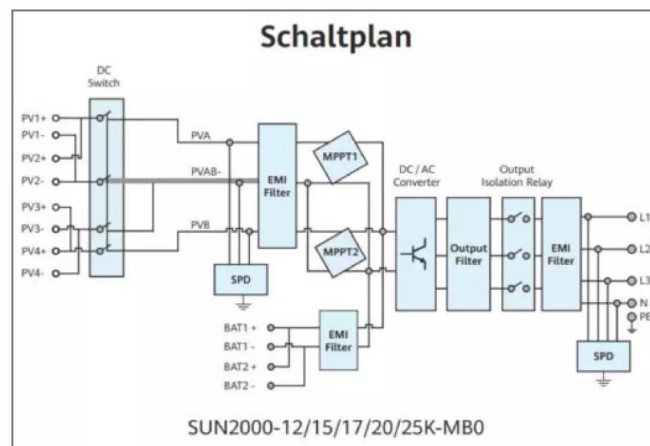 Schaltplan
DC
Switch
PV1+
PV1-
PV2+
PV2-
PV3+
PV3-
PV4+
PV4-
PVA
PVAB-
PVB
EMI
Filter
SPD
MPPT1
MPPT2
DC / AC
Converter
Output
Filter
Output
Isolation Relay
EMI
Filter
L1
L2
L3
N
PE
SPD
BAT1 +
BAT1 -
BAT2 +
BAT2 -
EMI
Filter
SUN2000-12/15/17/20/25K-MB0